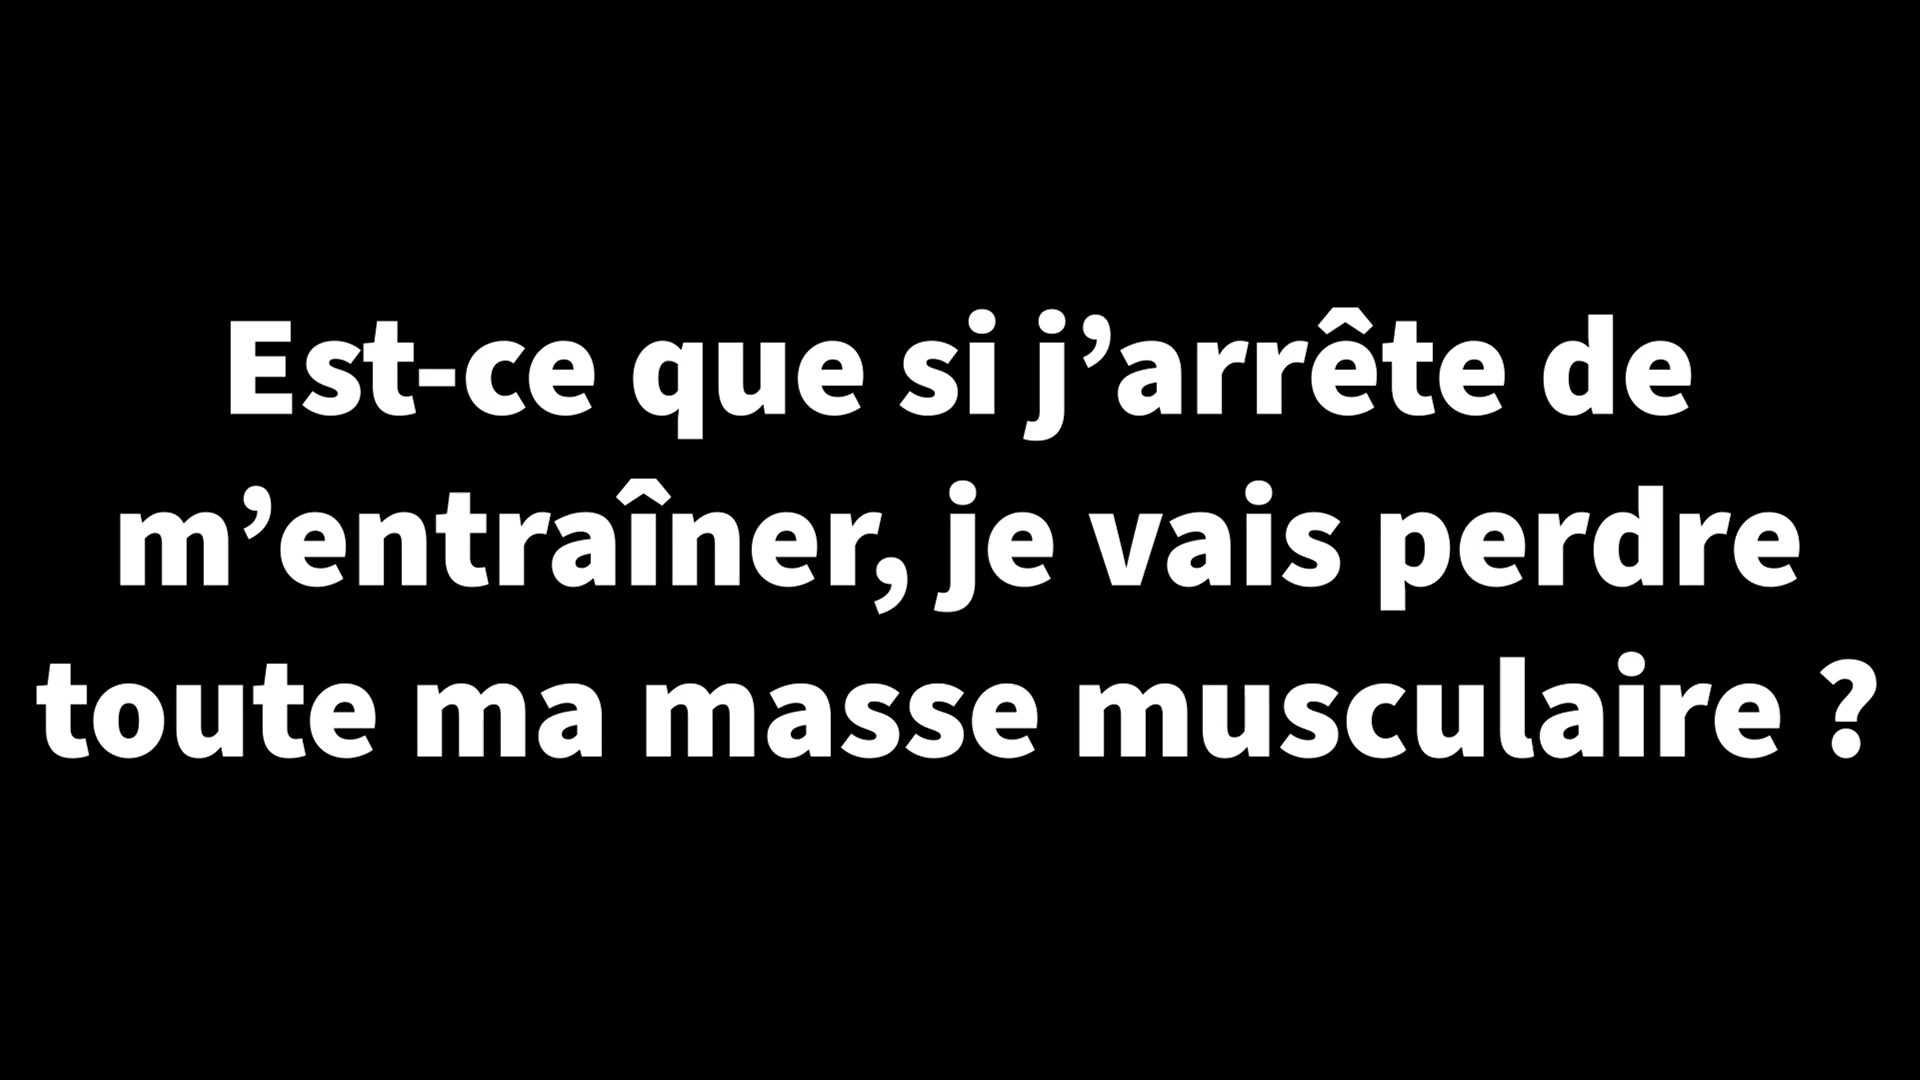 Est-ce que si j’arrête de
m’entraîner, je vais perdre
toute ma masse musculaire ?